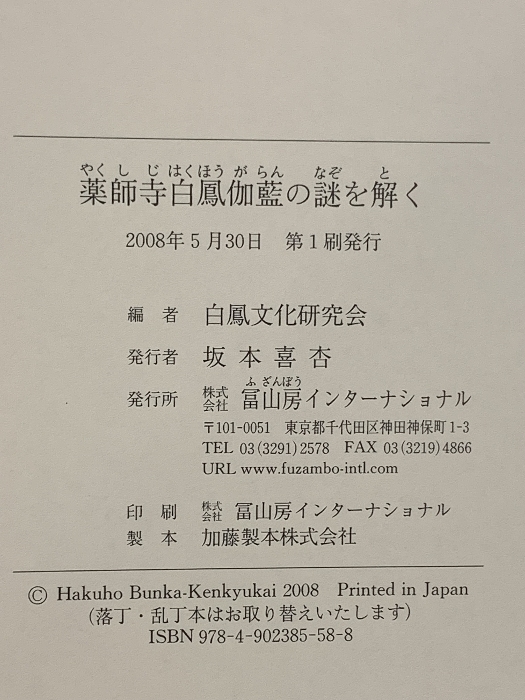 やくしじはくほうがらん なぞ と
薬師寺白鳳伽藍の謎を解く
2008年5月30日 第1刷発行
編者 白鳳文化研究会
発行者 坂本喜杏
ふざんぼう
発行所 株式会社 冨山房インターナショナル
〒101-0051 東京都千代田区神田神保町1-3
TEL 03(3291)2578 FAX 03(3219)4866
URL www.fuzambo-intl.com
印刷 株式会社 冨山房インターナショナル
製本 加藤製本株式会社
© Hakuho Bunka-Kenkyukai 2008 Printed in Japan
(落丁・乱丁本はお取り替えいたします)
ISBN 978-4-902385-58-8